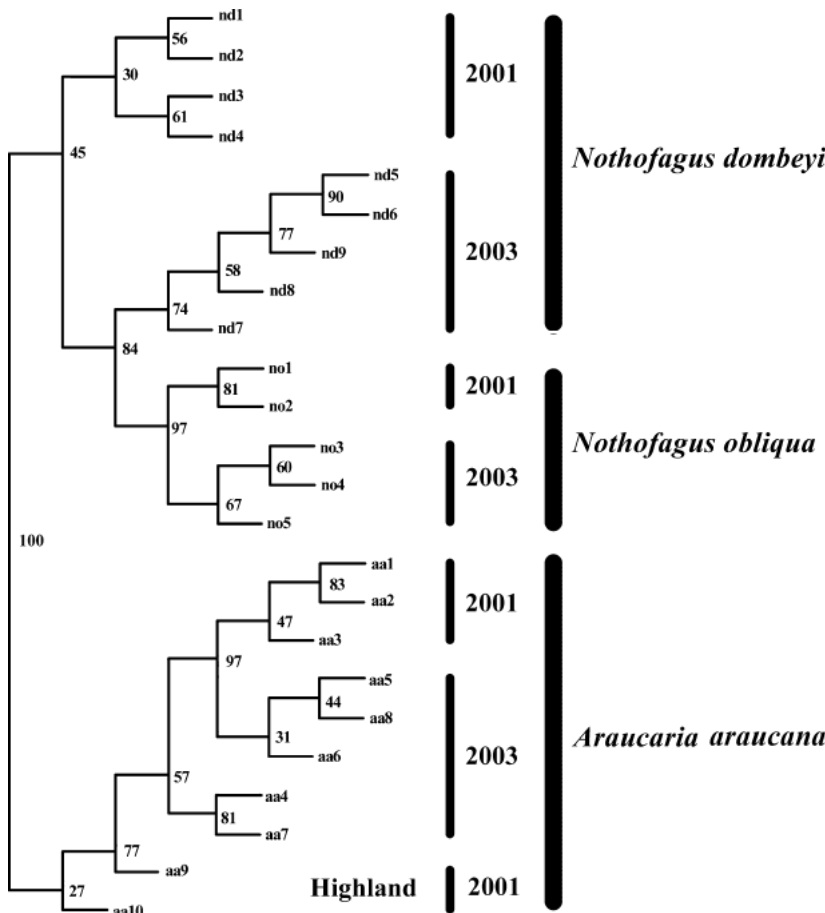 nd1
56
nd2
2001
30
nd3
61
nd4
45
Nothofagus dombeyi
nd5
90
nd6
77
2003
nd9
58
nd8
74
nd7
84
no1
81
2001
no2
97
Nothofagus obliqua
no3
60
2003
no4
67
no5
100
aa1
83
2001
aa2
47
aa3
97
aa5
44
aa8
31
Araucaria araucana
aa6
2003
57
aa4
81
aa7
77
aa9
Highland 2001
27
aa10